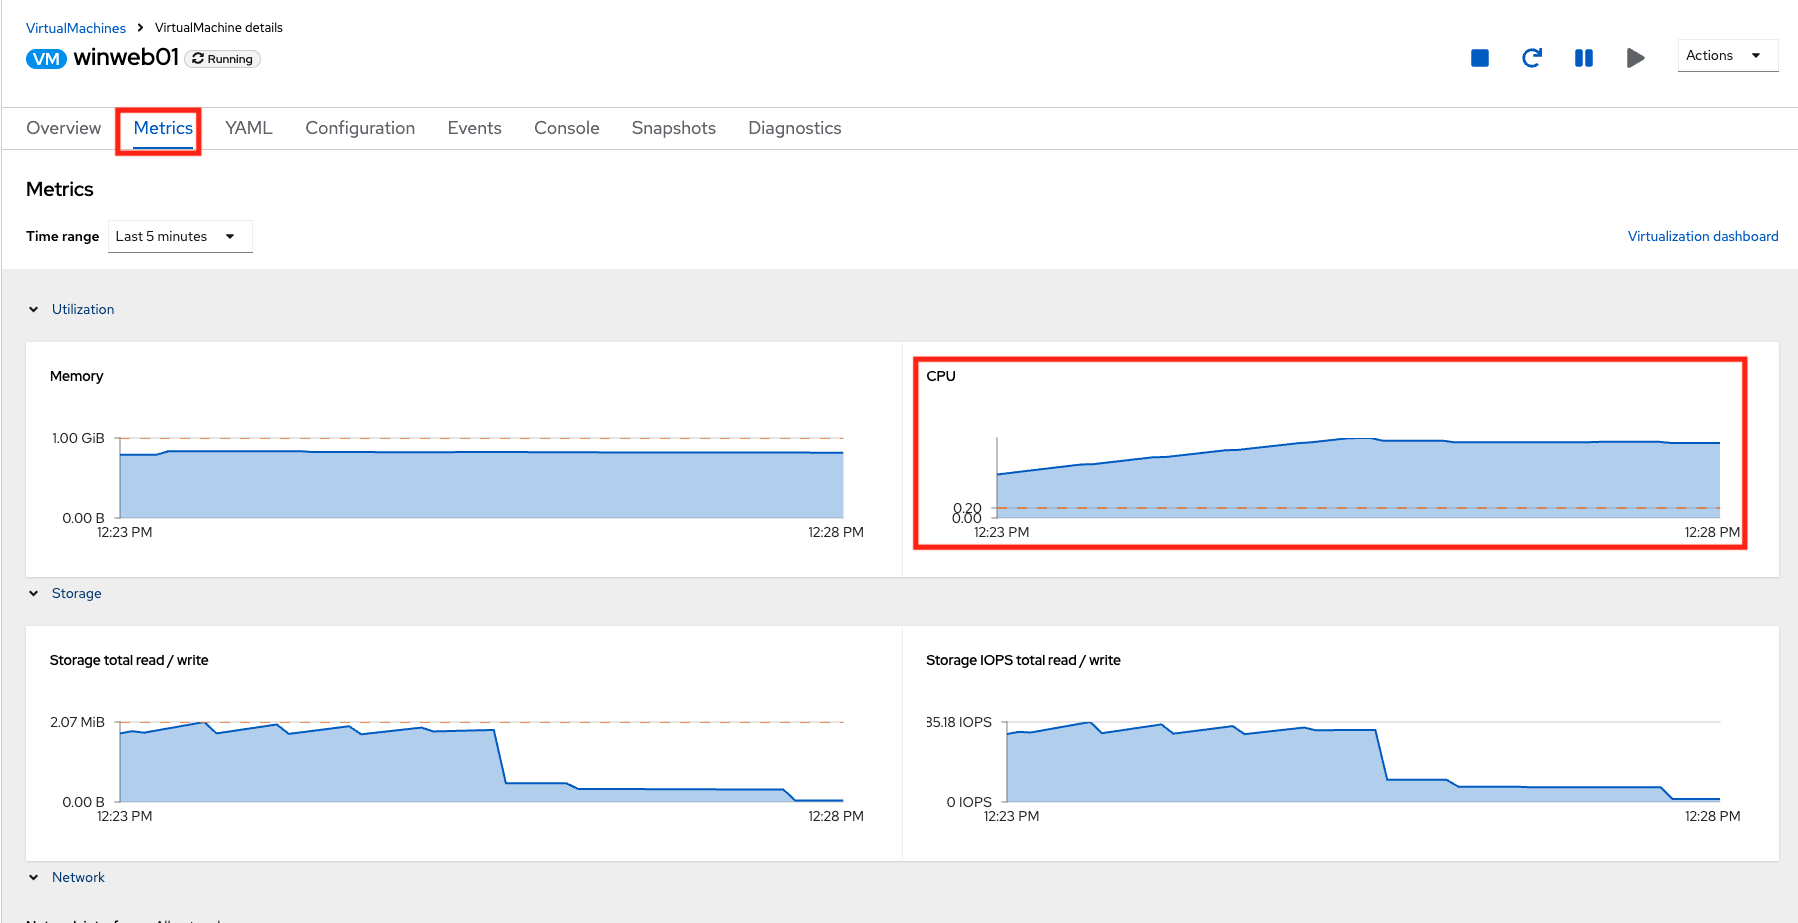 VirtualMachines > VirtualMachine details
VM winweb01 Running
Actions
Overview Metrics YAML Configuration Events Console Snapshots Diagnostics
Metrics
Time range Last 5 minutes
Virtualization dashboard
Utilization
Memory
1.00 GiB
0.00 B
12:23 PM 12:28 PM
CPU
0.20
0.00
12:23 PM 12:28 PM
Storage
Storage total read / write
2.07 MiB
0.00 B
12:23 PM 12:28 PM
Storage IOPS total read / write
35.18 IOPS
0 IOPS
12:23 PM 12:28 PM
Network